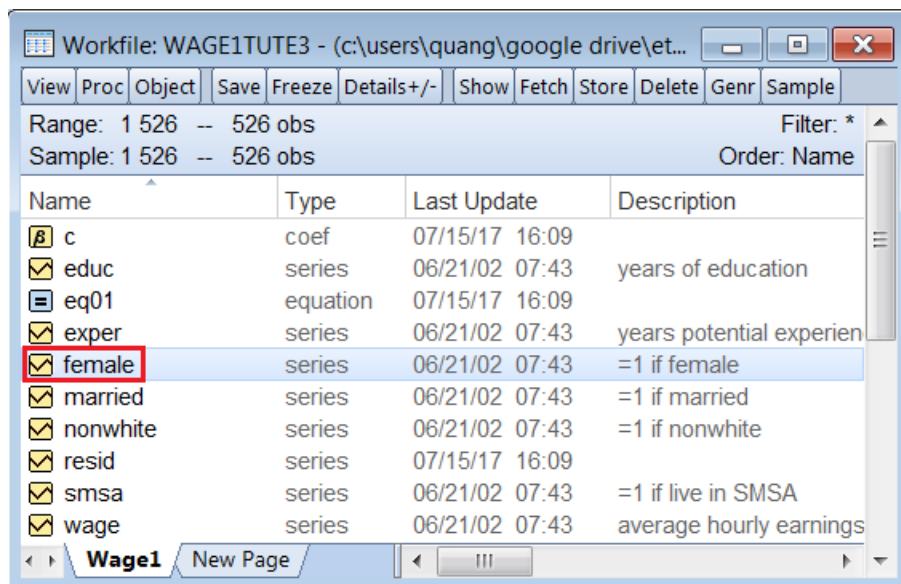 Workfile: WAGE1TUTE3 - (c:\users\quang\google drive\et...
View Proc Object Save Freeze Details+/- Show Fetch Store Delete Genr Sample
Range: 1 526 -- 526 obs Filter: *
Sample: 1 526 -- 526 obs Order: Name
Name Type Last Update Description
β c coef 07/15/17 16:09
educ series 06/21/02 07:43 years of education
= eq01 equation 07/15/17 16:09
exper series 06/21/02 07:43 years potential experien
female series 06/21/02 07:43 =1 if female
married series 06/21/02 07:43 =1 if married
nonwhite series 06/21/02 07:43 =1 if nonwhite
resid series 07/15/17 16:09
smsa series 06/21/02 07:43 =1 if live in SMSA
wage series 06/21/02 07:43 average hourly earnings
Wage1 New Page